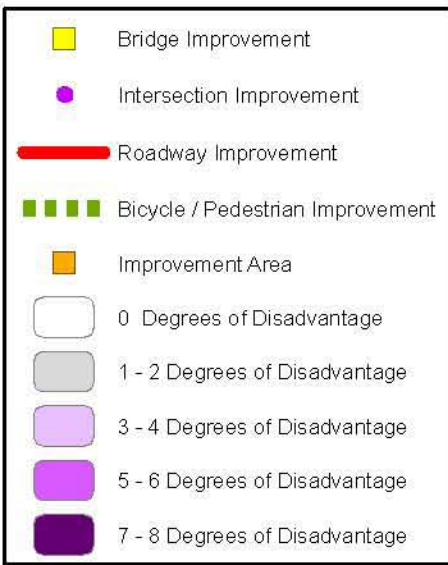 Bridge Improvement
Intersection Improvement
Roadway Improvement
Bicycle / Pedestrian Improvement
Improvement Area
0 Degrees of Disadvantage
1 - 2 Degrees of Disadvantage
3 - 4 Degrees of Disadvantage
5 - 6 Degrees of Disadvantage
7 - 8 Degrees of Disadvantage